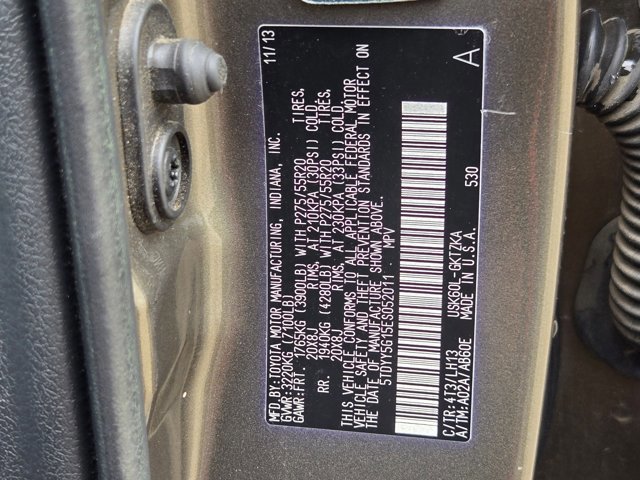 MFD.BY: TOYOTA MOTOR MANUFACTURING, INDIANA, INC. 11/13
GVWR: 3220KG (7100LB)
GAWR: FRT. 1765KG (3900LB) WITH P275/55R20 TIRES,
20X8J RIMS, AT 210KPA (30PSI) COLD
RR. 1940KG (4280LB) WITH P275/55R20 TIRES,
20X8J RIMS, AT 230KPA (33PSI) COLD
THIS VEHICLE CONFORMS TO ALL APPLICABLE FEDERAL MOTOR
VEHICLE SAFETY AND THEFT PREVENTION STANDARDS IN EFFECT ON
THE DATE OF MANUFACTURE SHOWN ABOVE.
5TDYY5G15ES052011 MPV
A
530
C/TR: 4T3/LH13 USK60L-GKTZKA
A/TM: A02A/AB60E MADE IN U.S.A.